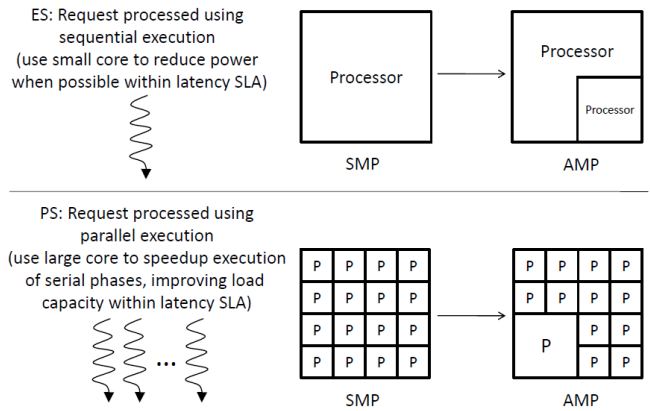 ES: Request processed using
sequential execution
(use small core to reduce power
when possible within latency SLA)
Processor
Processor
Processor
SMP
AMP
PS: Request processed using
parallel execution
(use large core to speedup execution
of serial phases, improving load
capacity within latency SLA)
...
P P P P
P P P P
P P P P
P P P P
P P P P
P P P P
P
P P
P P
SMP
AMP